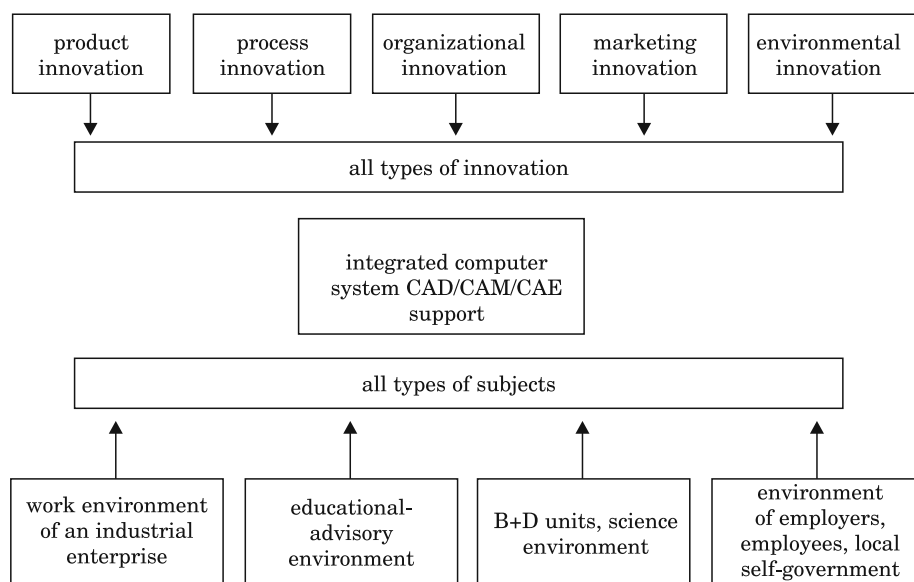 product
innovation
process
innovation
organizational
innovation
marketing
innovation
environmental
innovation
all types of innovation
integrated computer
system CAD/CAM/CAE
support
all types of subjects
work environment
of an industrial
enterprise
educational-
advisory
environment
B+D units, science
environment
environment
of employers,
employees, local
self-government